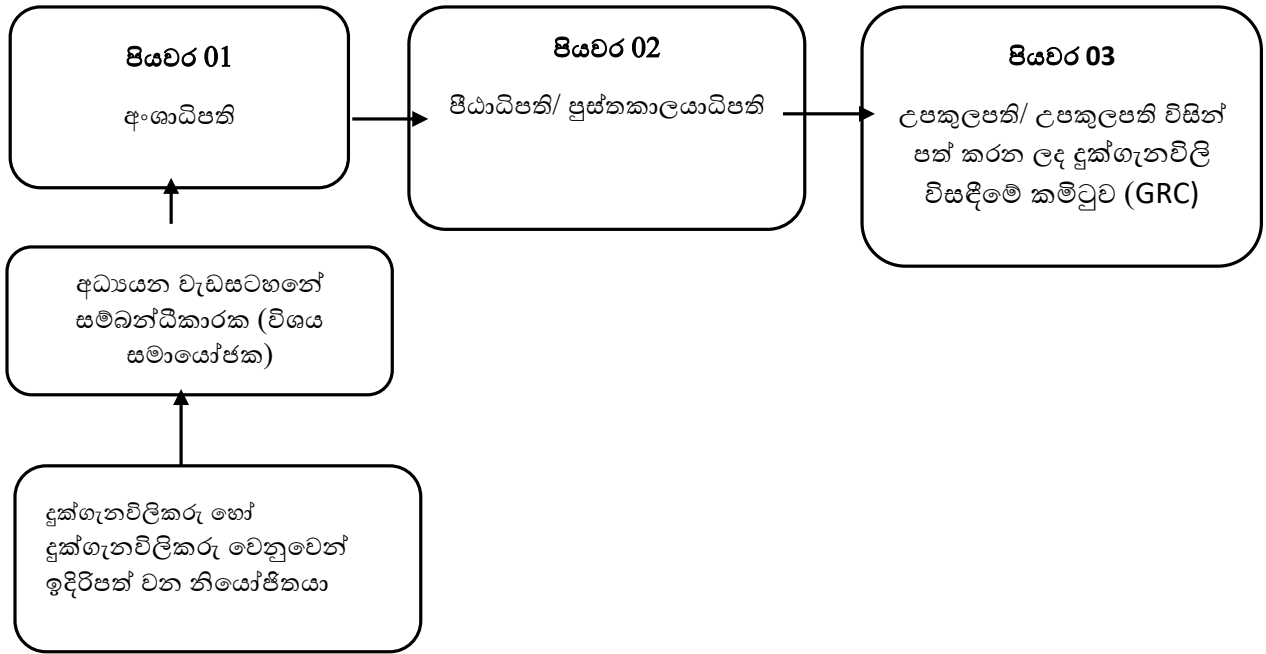 පියවර 01
අංශාධිපති
පියවර 02
පීඨාධිපති/ පුස්තකාලයාධිපති
පියවර 03
උපකුලපති/ උපකුලපති විසින්
පත් කරන ලද දුක්ගැනවිලි
විසඳීමේ කමිටුව (GRC)
අධ්‍යයන වැඩසටහනේ
සම්බන්ධීකාරක (විශය
සමායෝජක)
දුක්ගැනවිලිකරු හෝ
දුක්ගැනවිලිකරු වෙනුවෙන්
ඉදිරිපත් වන නියෝජිතයා